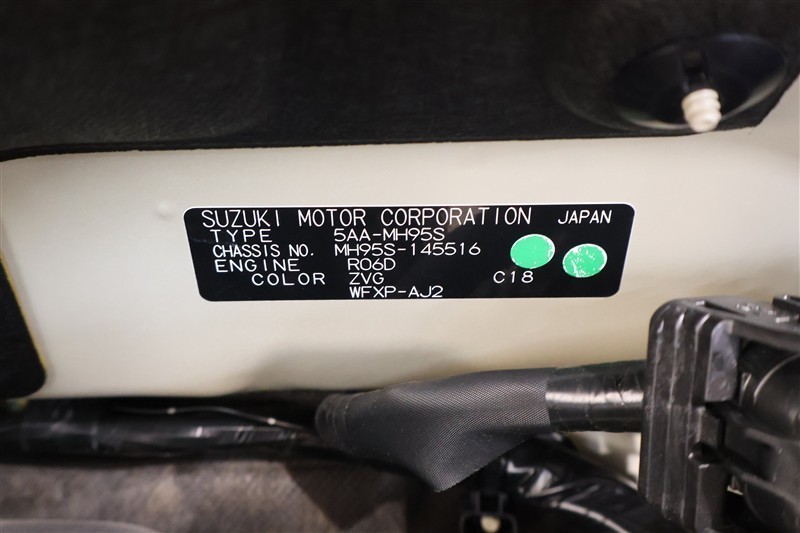 SUZUKI MOTOR CORPORATION JAPAN
TYPE 5AA-MH95S
CHASSIS NO. MH95S-145516
ENGINE R06D
COLOR ZVG C18
WFXP-AJ2